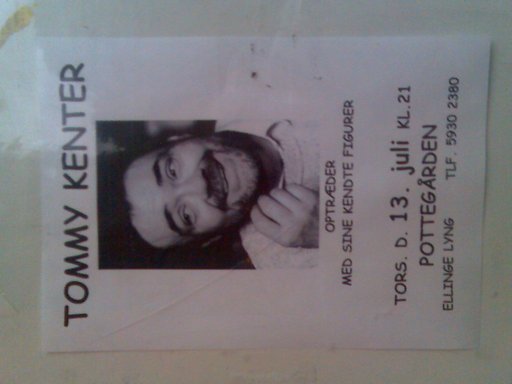 TOMMY KENTER
OPTRÆDER
MED SINE KENDTE FIGURER
TORS. D. 13. juli KL.21
POTTEGÅRDEN
ELLINGE LYNG TLF. 5930 2380